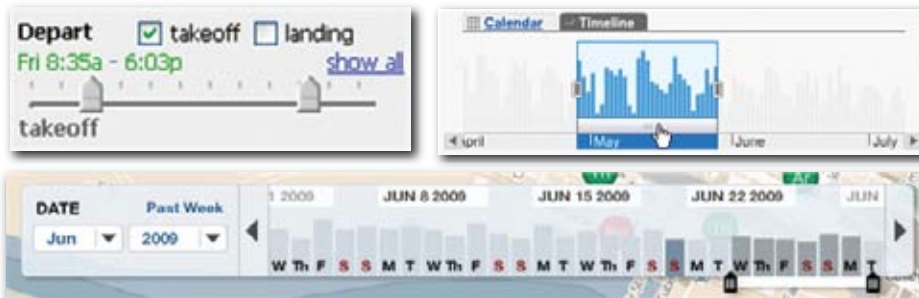 Depart takeoff landing
Fri 8:35a - 6:03p show all
takeoff
Calendar Timeline
May June July
DATE Past Week
Jun 2009
2009 JUN 8 2009 JUN 15 2009 JUN 22 2009 JUN
W Th F S S M T W Th F S S M T W Th F S S M T W Th F S S M T